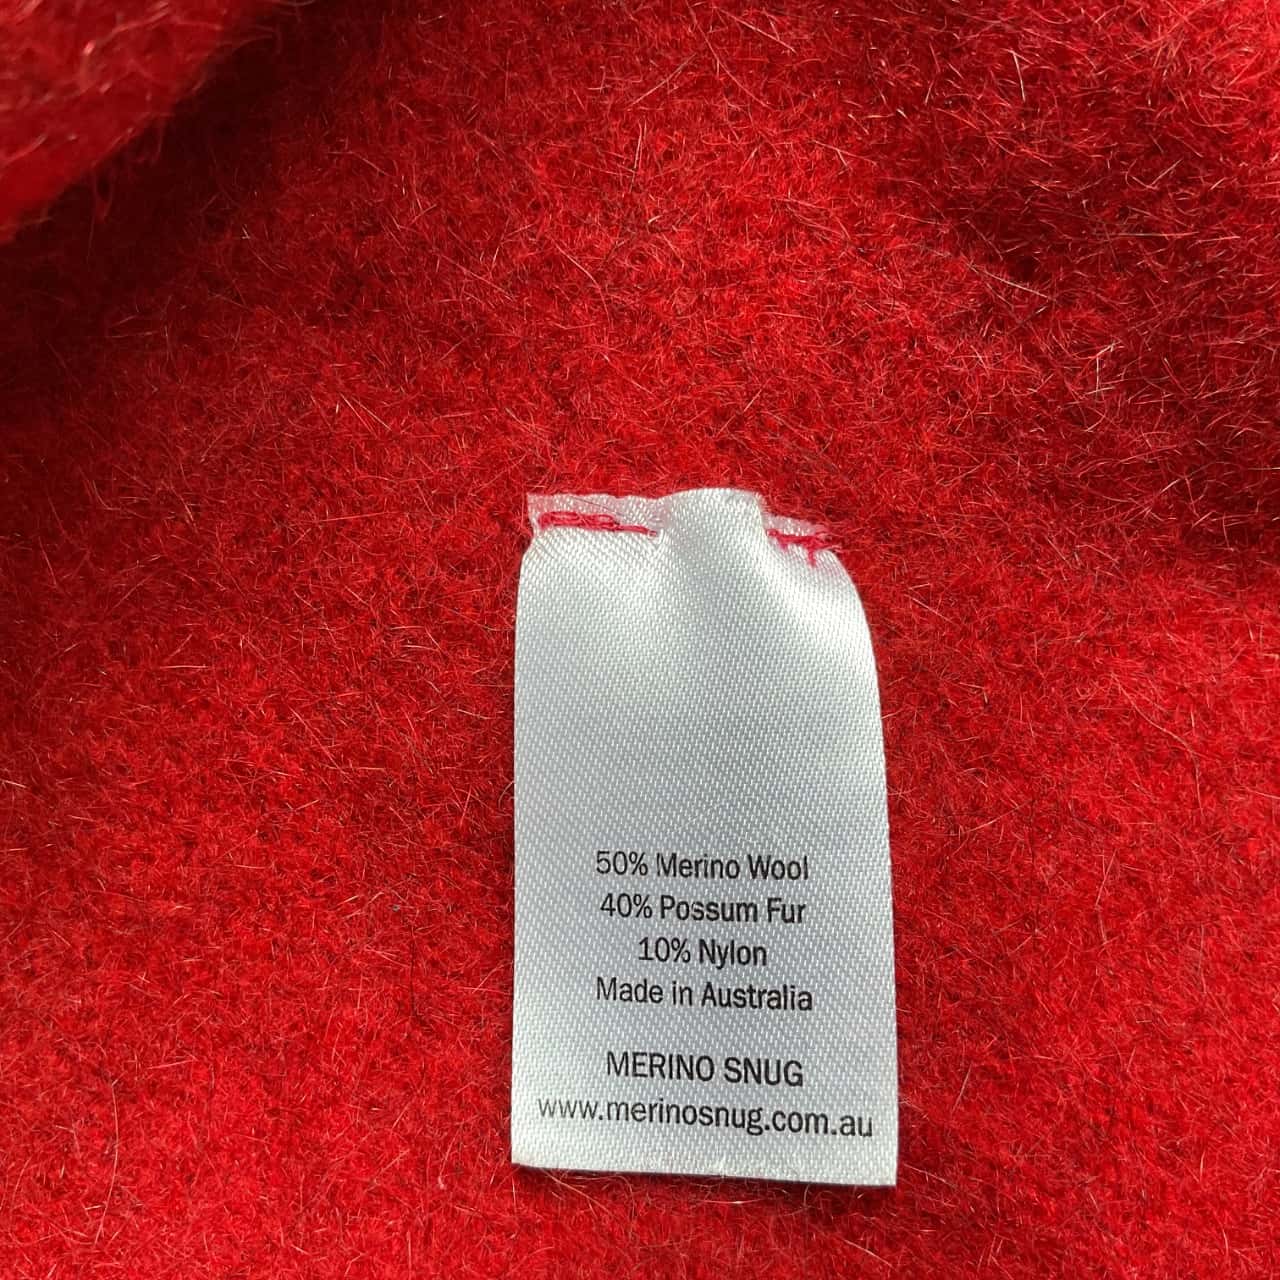 50% Merino Wool
40% Possum Fur
10% Nylon
Made in Australia
MERINO SNUG
www.merinosnug.com.au